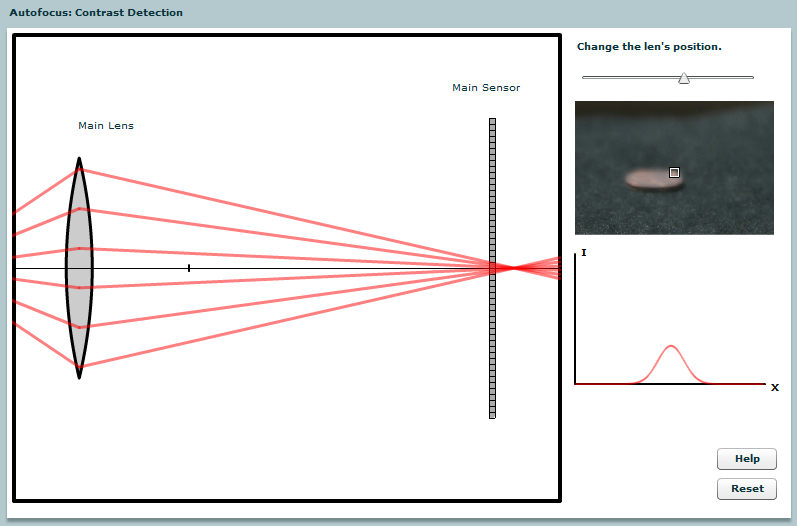 Autofocus: Contrast Detection
Change the len's position.
Main Sensor
Main Lens
I
X
Help
Reset